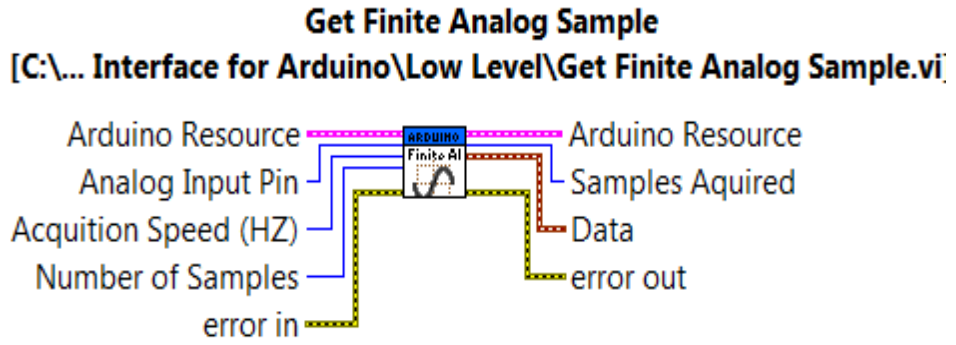 Get Finite Analog Sample
[C:\... Interface for Arduino\Low Level\Get Finite Analog Sample.vi]
Arduino Resource
Analog Input Pin
Acquition Speed (HZ)
Number of Samples
error in
ARDUINO
Finite AI
Arduino Resource
Samples Aquired
Data
error out